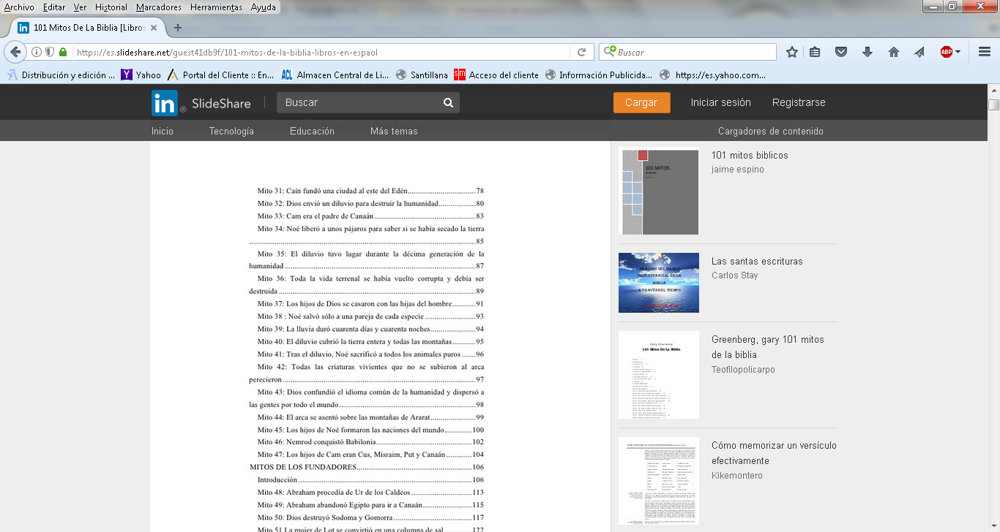 Archivo Editar Ver Historial Marcadores Herramientas Ayuda
101 Mitos De La Biblia [Libros
https://es.slideshare.net/guest41db9f/101-mitos-de-la-biblia-libros-en-espaol
Buscar
ABP
Distribución y edición ... Yahoo Portal del Cliente :: En... ACL Almacen Central de Li... Santillana sm Acceso del cliente Información Publicida... https://es.yahoo.com...
in ® SlideShare Buscar Cargar Iniciar sesión Registrarse
Inicio Tecnología Educación Más temas Cargadores de contenido
Mito 31: Caín fundó una ciudad al este del Edén.................................78
Mito 32: Dios envió un diluvio para destruir la humanidad..................80
Mito 33: Cam era el padre de Canaán..................................................83
Mito 34: Noé liberó a unos pájaros para saber si se había secado la tierra
................................................................................................................85
Mito 35: El diluvio tuvo lugar durante la décima generación de la
humanidad..............................................................................................87
Mito 36: Toda la vida terrenal se había vuelto corrupta y debía ser
destruida.................................................................................................89
Mito 37: Los hijos de Dios se casaron con las hijas del hombre...........91
Mito 38 : Noé salvó sólo a una pareja de cada especie.........................93
Mito 39: La lluvia duró cuarenta días y cuarenta noches......................94
Mito 40: El diluvio cubrió la tierra entera y todas las montañas...........95
Mito 41: Tras el diluvio, Noé sacrificó a todos los animales puros.......96
Mito 42: Todas las criaturas vivientes que no se subieron al arca
perecieron...............................................................................................97
Mito 43: Dios confundió el idioma común de la humanidad y dispersó a
las gentes por todo el mundo..................................................................98
Mito 44: El arca se asentó sobre las montañas de Ararat......................99
Mito 45: Los hijos de Noé formaron las naciones del mundo.............100
Mito 46: Nemrod conquistó Babilonia...............................................102
Mito 47: Los hijos de Cam eran Cus, Misraim, Put y Canaán............104
MITOS DE LOS FUNDADORES.........................................................106
Introducción......................................................................................106
Mito 48: Abraham procedía de Ur de los Caldeos..............................113
Mito 49: Abraham abandonó Egipto para ir a Canaán........................115
Mito 50: Dios destruyó Sodoma y Gomorra.......................................117
Mito 51 La mujer de Lot se convirtió en una columna de sal.............122
101 MITOS
101 mitos biblicos
jaime espino
ANALISIS DEL MARCO
CIRCUNSTANCIAL DE LA
BIBLIA
A TRAVÉS DEL TIEMPO
Las santas escrituras
Carlos Stay
Gary Greenberg
101 Mitos De La Biblia
Greenberg, gary 101 mitos
de la biblia
Teofilopolicarpo
Cómo memorizar un versículo
efectivamente
Kikemontero